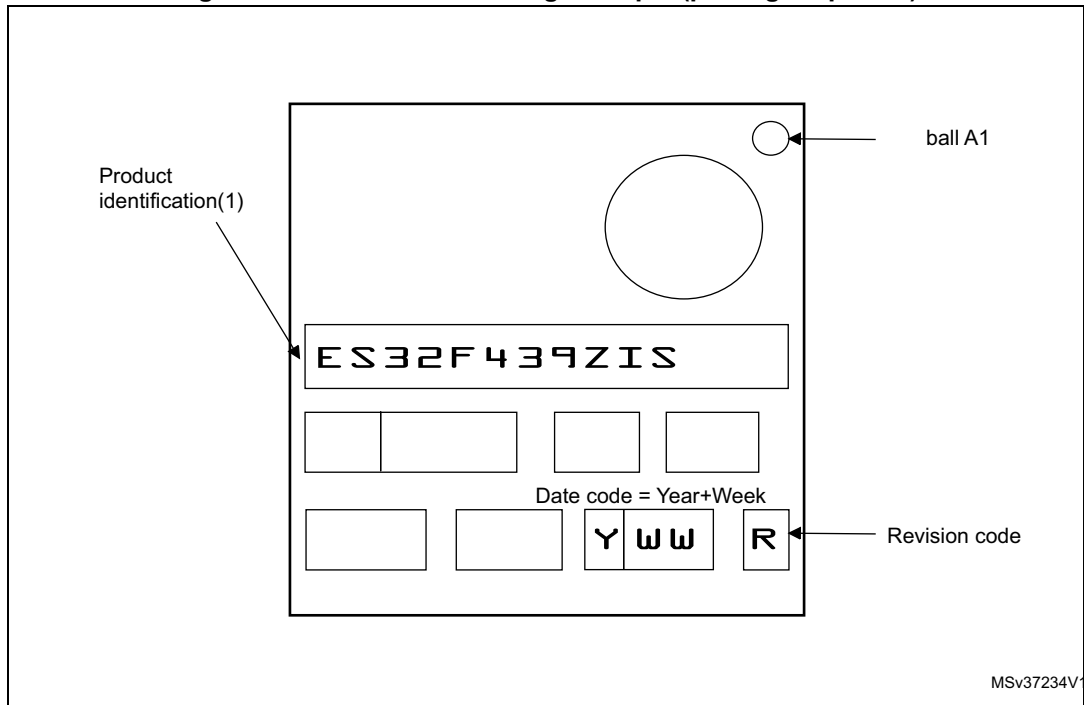 ball A1
Product
identification(1)
ES32F439ZIS
Date code = Year+Week
Y WW R
Revision code
MSv37234V1